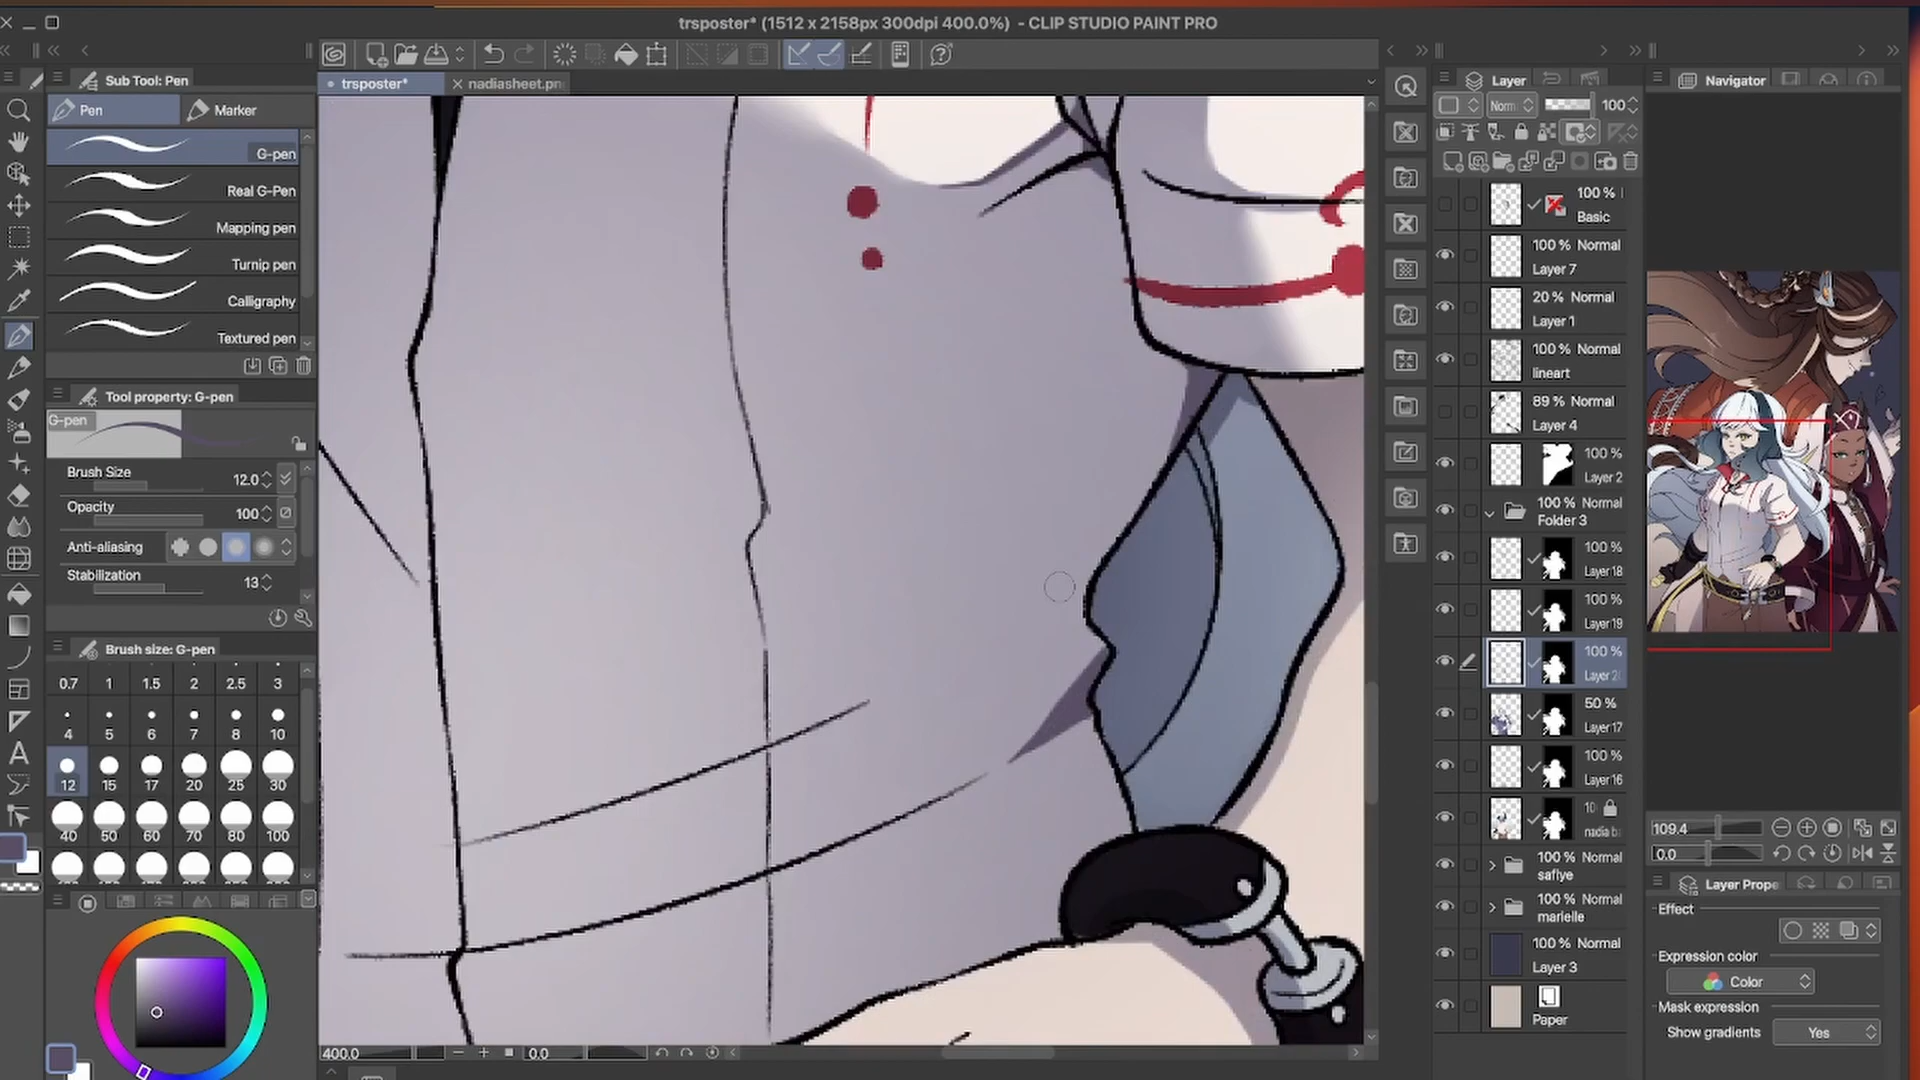 trsposter* (1512 x 2158px 300dpi 400.0%) - CLIP STUDIO PAINT PRO
Sub Tool: Pen
Pen
Marker
G-pen
Real G-Pen
Mapping pen
Turnip pen
Calligraphy
Textured pen
Tool property: G-pen
G-pen
Brush Size
12.0
Opacity
100
Anti-aliasing
Stabilization
13
Brush size: G-pen
0.7 1 1.5 2 2.5 3
4 5 6 7 8 10
12 15 17 20 25 30
40 50 60 70 80 100
trsposter*
nadiasheet.pn
400.0
0.0
Layer
Norm
100
100 %
Basic
100 % Normal
Layer 7
20 % Normal
Layer 1
100 % Normal
lineart
89 % Normal
Layer 4
100 %
Layer 2
100 % Normal
Folder 3
100 %
Layer 18
100 %
Layer 19
100 %
Layer 2
50 %
Layer 17
100 %
Layer 16
10
nadia b
100 % Normal
safiye
100 % Normal
marielle
100 % Normal
Layer 3
Paper
Navigator
109.4
0.0
Layer Prope
Effect
Expression color
Color
Mask expression
Show gradients
Yes